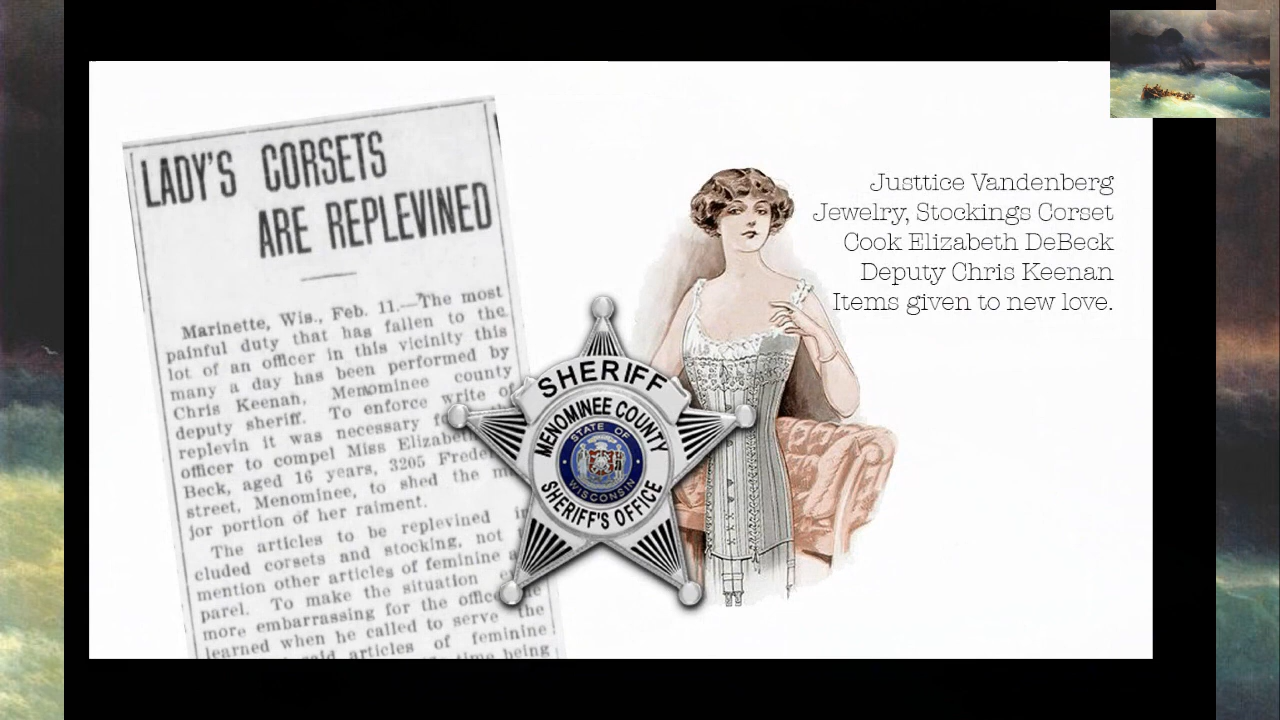 LADY'S CORSETS
ARE REPLEVINED
Marinette, Wis., Feb. 11.—The most
painful duty that has fallen to the
lot of an officer in this vicinity this
many a day has been performed by
Chris Keenan, Menominee county
deputy sheriff. To enforce write of
replevin it was necessary
officer to compel Miss Elizabeth
Beck, aged 16 years, 3205 Freder
street, Menominee, to shed the m
jor portion of her raiment.
The articles to be replevined in
cluded corsets and stocking, not
mention other articles of feminine a
parel. To make the situation
more embarrassing for the office
learned when he called to serve the
said articles of feminine
time being
SHERIFF
MENOMINEE COUNTY
STATE OF
WISCONSIN
SHERIFF'S OFFICE
Justtice Vandenberg
Jewelry, Stockings Corset
Cook Elizabeth DeBeck
Deputy Chris Keenan
Items given to new love.